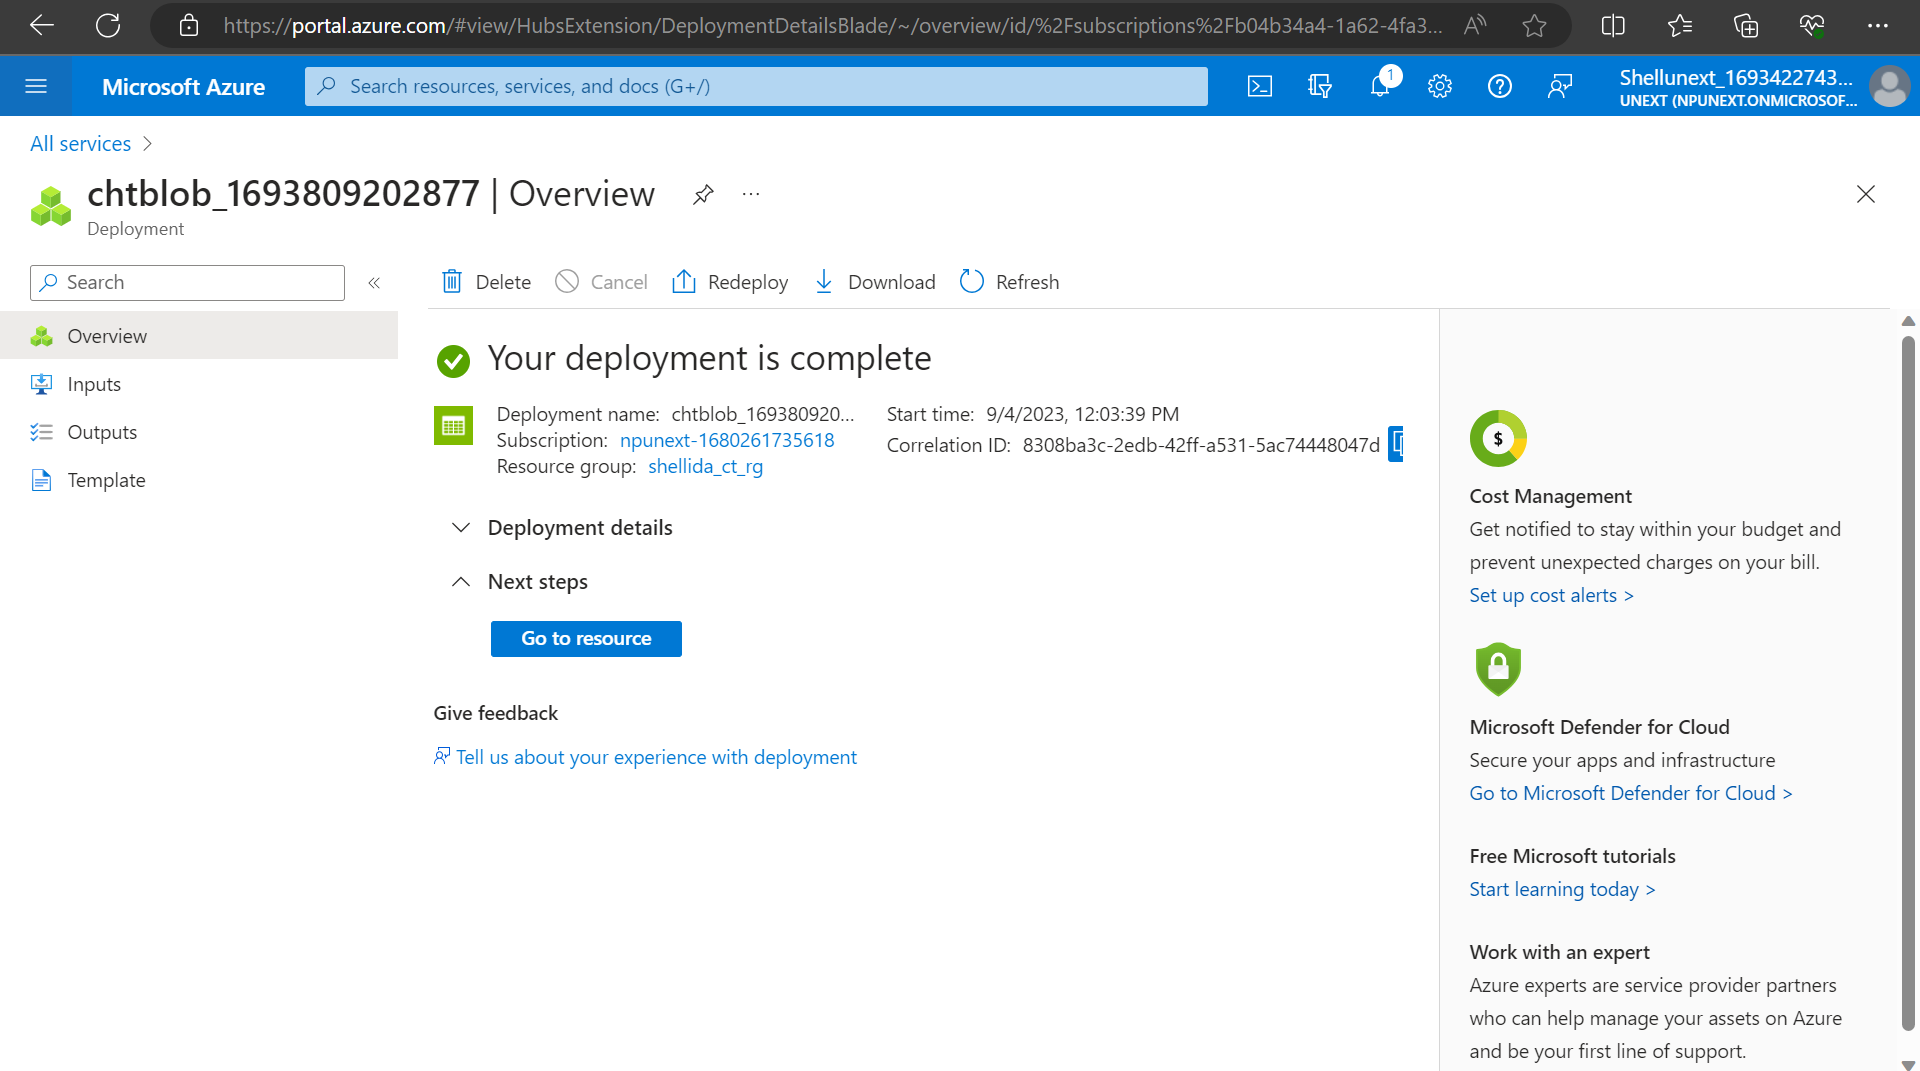 https://portal.azure.com/#view/HubsExtension/DeploymentDetailsBlade/~/overview/id/%2Fsubscriptions%2Fb04b34a4-1a62-4fa3...
Microsoft Azure
Search resources, services, and docs (G+/)
1
Shellunext_1693422743...
UNEXT (NPUNEXT.ONMICROSOF...
All services >
chtblob_1693809202877 | Overview
Deployment
Search
Delete
Cancel
Redeploy
Download
Refresh
Overview
Inputs
Outputs
Template
Your deployment is complete
Deployment name: chtblob_169380920...
Subscription: npunext-1680261735618
Resource group: shellida_ct_rg
Start time: 9/4/2023, 12:03:39 PM
Correlation ID: 8308ba3c-2edb-42ff-a531-5ac74448047d
Deployment details
Next steps
Go to resource
Give feedback
Tell us about your experience with deployment
$
Cost Management
Get notified to stay within your budget and
prevent unexpected charges on your bill.
Set up cost alerts >
Microsoft Defender for Cloud
Secure your apps and infrastructure
Go to Microsoft Defender for Cloud >
Free Microsoft tutorials
Start learning today >
Work with an expert
Azure experts are service provider partners
who can help manage your assets on Azure
and be your first line of support.